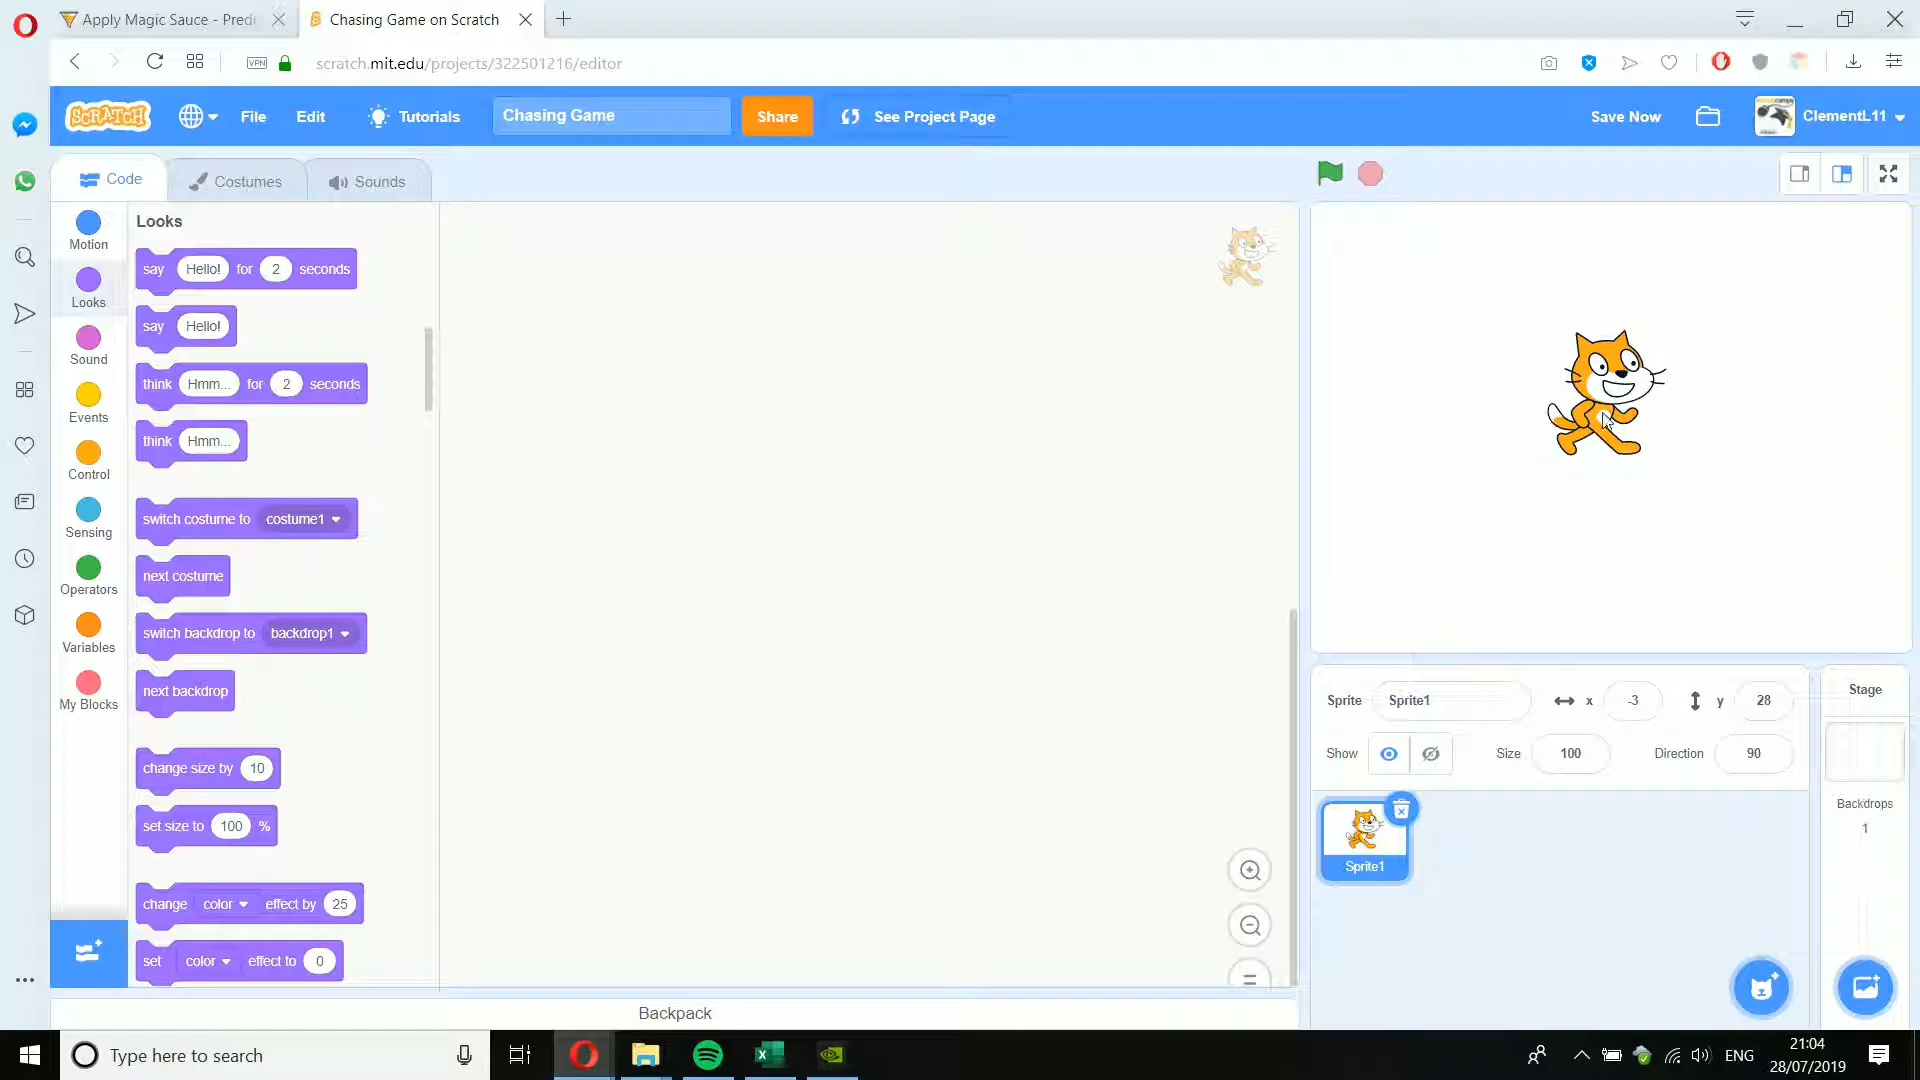 Apply Magic Sauce - Predi
Chasing Game on Scratch
VPN
scratch.mit.edu/projects/322501216/editor
SCRATCH
File
Edit
Tutorials
Chasing Game
Share
See Project Page
Save Now
ClementL11
Code
Costumes
Sounds
Motion
Looks
Sound
Events
Control
Sensing
Operators
Variables
My Blocks
Looks
say Hello! for 2 seconds
say Hello!
think Hmm... for 2 seconds
think Hmm...
switch costume to costume1
next costume
switch backdrop to backdrop1
next backdrop
change size by 10
set size to 100 %
change color effect by 25
set color effect to 0
Backpack
Sprite Sprite1 x -3 y 28
Show Size 100 Direction 90
Sprite1
Stage
Backdrops
1
Type here to search
ENG
21:04
28/07/2019